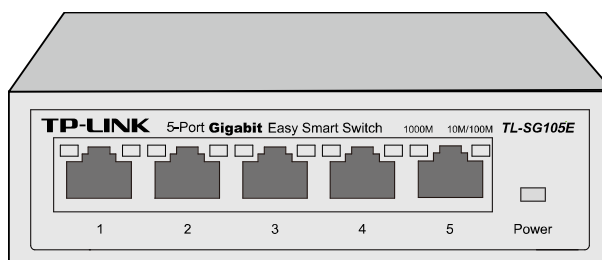 TP-LINK 5-Port Gigabit Easy Smart Switch 1000M 10M/100M TL-SG105E
1 2 3 4 5 Power